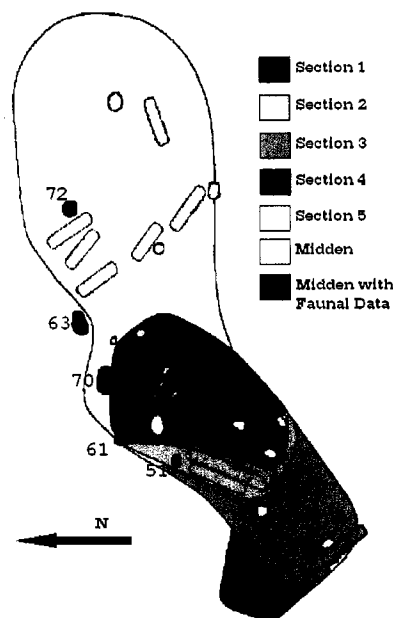 Section 1
Section 2
Section 3
Section 4
Section 5
Midden
Midden with
Faunal Data
72
63
70
61
51
N